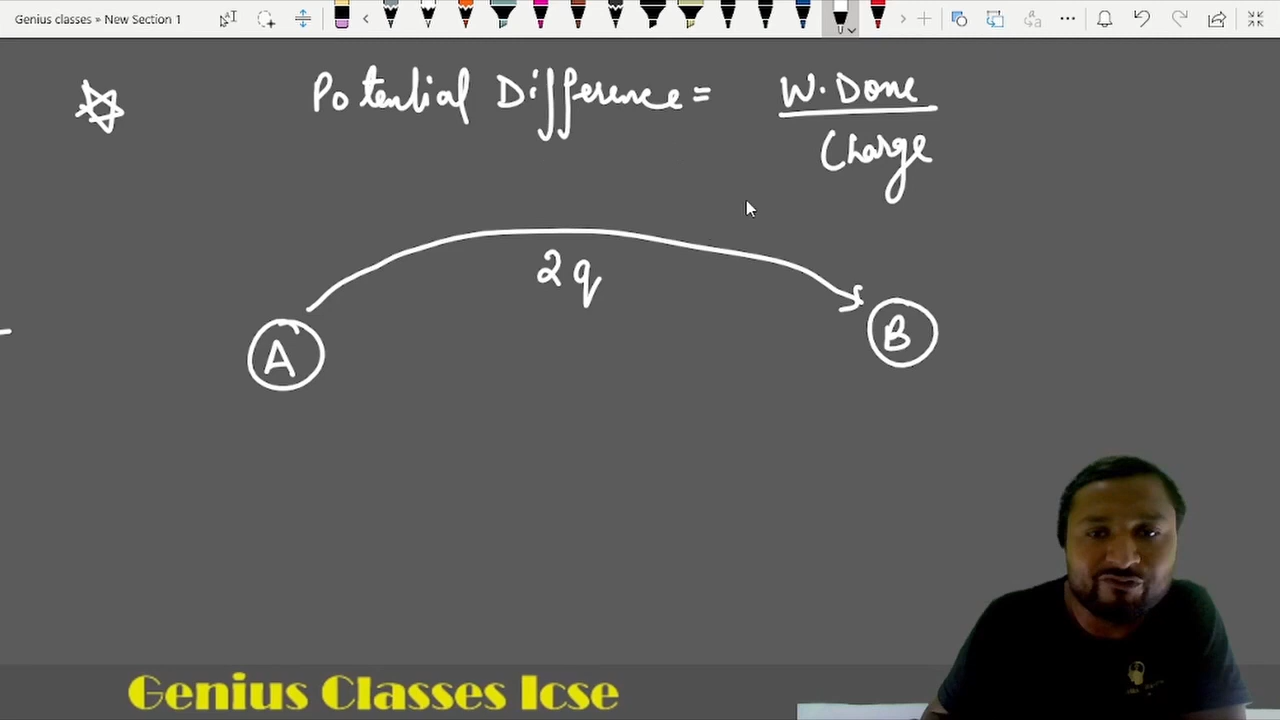 Genius classes » New Section 1
Potential Difference = W.Done
Charge
2q
A
B
Genius Classes Icse